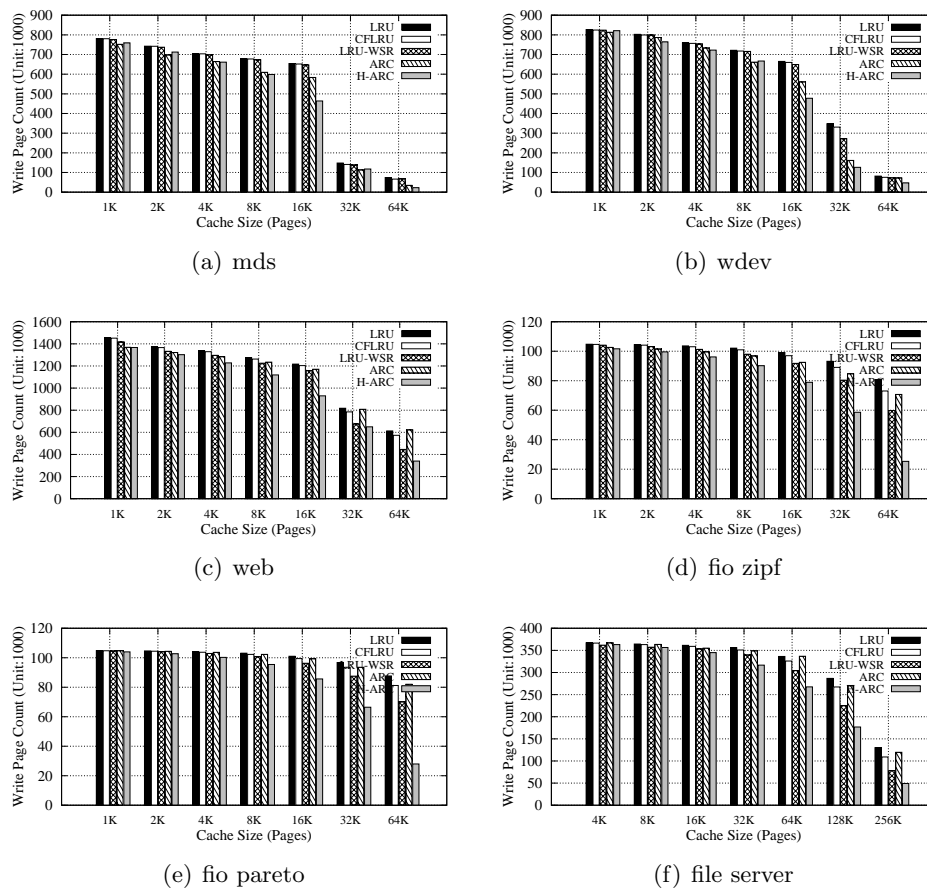 Write Page Count (Unit:1000)
900
800
700
600
500
400
300
200
100
0
LRU
CFLRU
LRU-WSR
ARC
H-ARC
1K 2K 4K 8K 16K 32K 64K
Cache Size (Pages)
(a) mds
Write Page Count (Unit:1000)
900
800
700
600
500
400
300
200
100
0
LRU
CFLRU
LRU-WSR
ARC
H-ARC
1K 2K 4K 8K 16K 32K 64K
Cache Size (Pages)
(b) wdev
Write Page Count (Unit:1000)
1600
1400
1200
1000
800
600
400
200
0
LRU
CFLRU
LRU-WSR
ARC
H-ARC
1K 2K 4K 8K 16K 32K 64K
Cache Size (Pages)
(c) web
Write Page Count (Unit:1000)
120
100
80
60
40
20
0
LRU
CFLRU
LRU-WSR
ARC
H-ARC
1K 2K 4K 8K 16K 32K 64K
Cache Size (Pages)
(d) fio zipf
Write Page Count (Unit:1000)
120
100
80
60
40
20
0
LRU
CFLRU
LRU-WSR
ARC
H-ARC
1K 2K 4K 8K 16K 32K 64K
Cache Size (Pages)
(e) fio pareto
Write Page Count (Unit:1000)
400
350
300
250
200
150
100
50
0
LRU
CFLRU
LRU-WSR
ARC
H-ARC
4K 8K 16K 32K 64K 128K 256K
Cache Size (Pages)
(f) file server